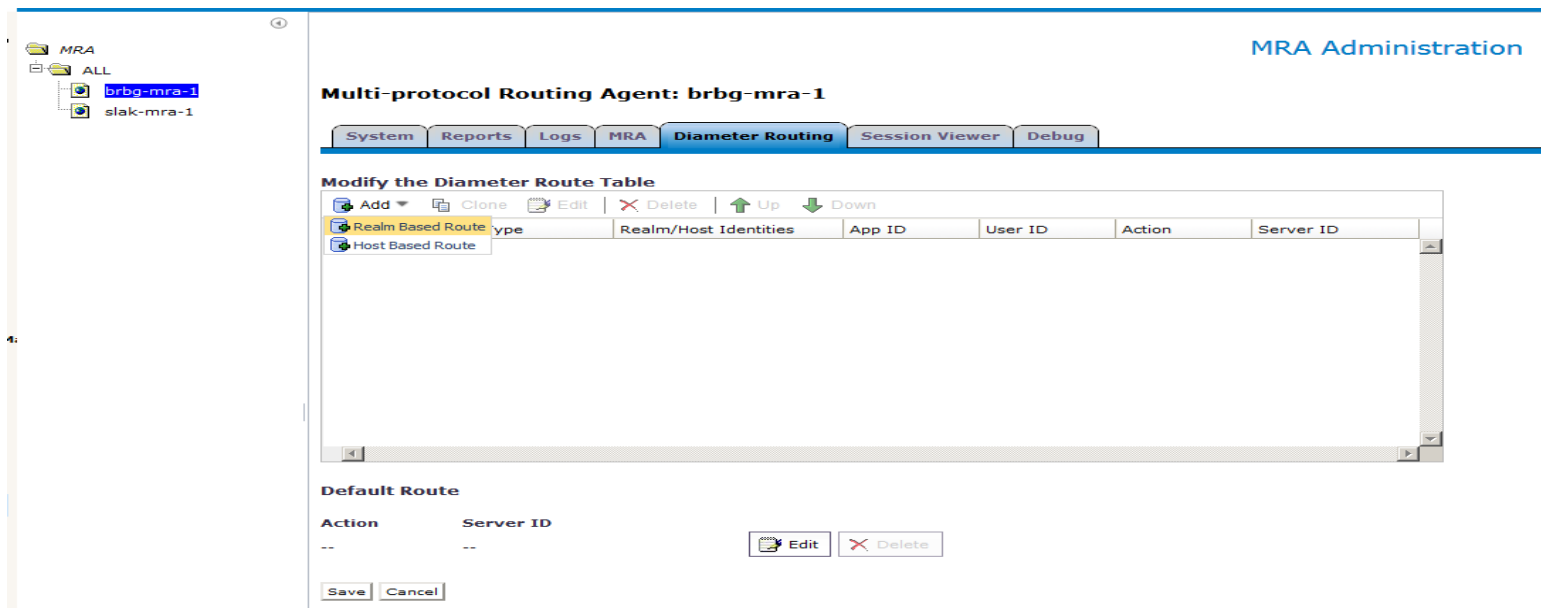 MRA
ALL
brbg-mra-1
slak-mra-1
MRA Administration
Multi-protocol Routing Agent: brbg-mra-1
System Reports Logs MRA Diameter Routing Session Viewer Debug
Modify the Diameter Route Table
Add Clone Edit Delete Up Down
Realm Based Route
Host Based Route
ype Realm/Host Identities App ID User ID Action Server ID
Default Route
Action Server ID
-- --
Edit Delete
Save Cancel